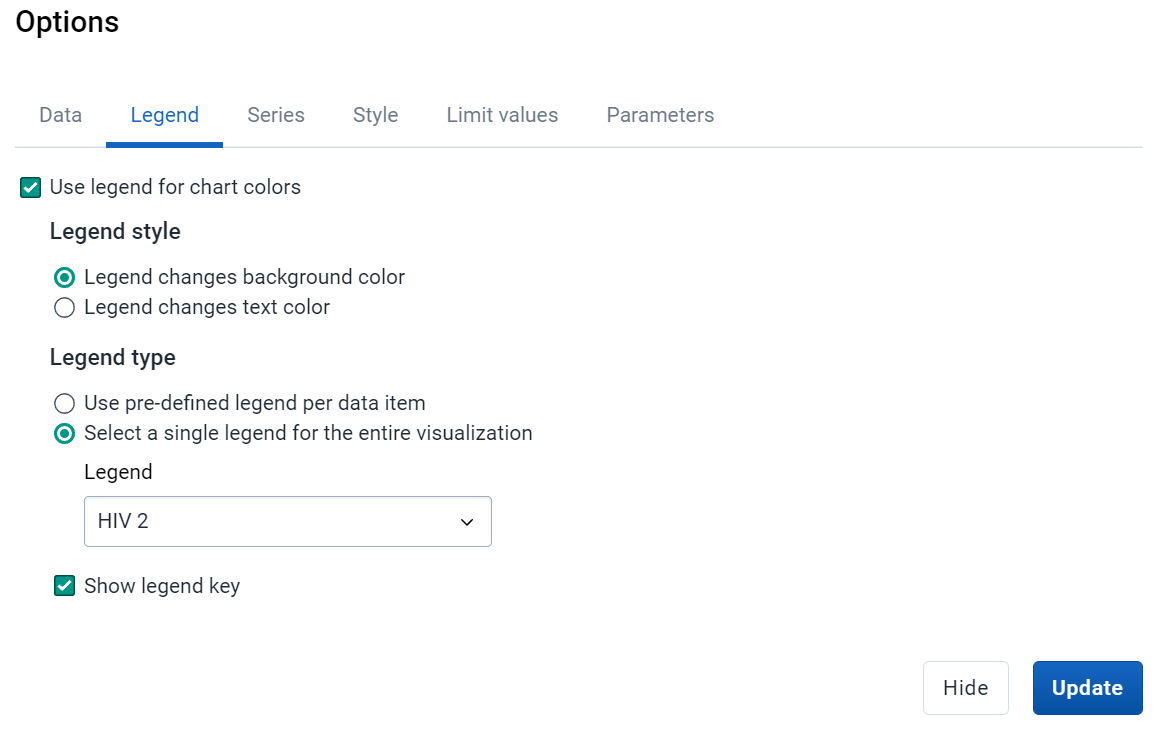 Options
Data Legend Series Style Limit values Parameters
Use legend for chart colors
Legend style
Legend changes background color
Legend changes text color
Legend type
Use pre-defined legend per data item
Select a single legend for the entire visualization
Legend
HIV 2
Show legend key
Hide Update